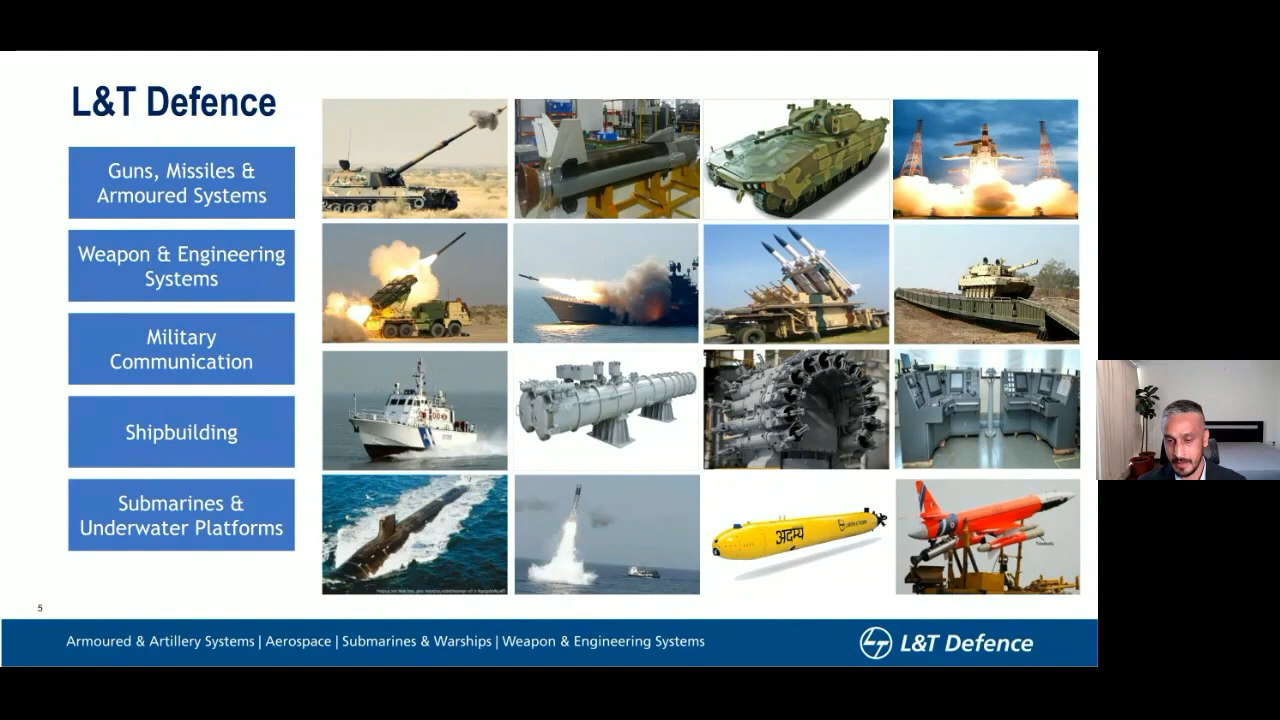 L&T Defence
Guns, Missiles &
Armoured Systems
Weapon & Engineering
Systems
Military
Communication
Shipbuilding
Submarines &
Underwater Platforms
अदम्य
5
Armoured & Artillery Systems | Aerospace | Submarines & Warships | Weapon & Engineering Systems
L&T Defence